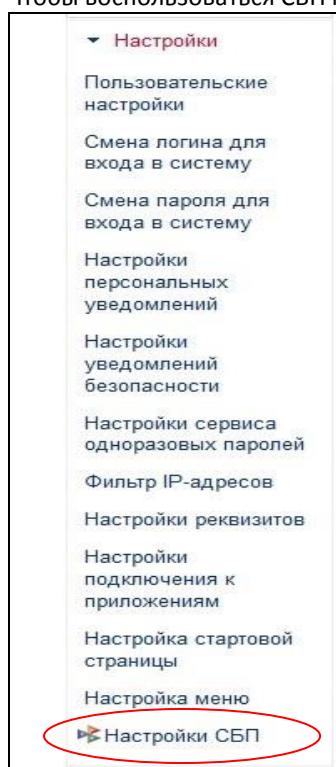 Чтобы воспользоваться СБП
Настройки
Пользовательские
настройки
Смена логина для
входа в систему
Смена пароля для
входа в систему
Настройки
персональных
уведомлений
Настройки
уведомлений
безопасности
Настройки сервиса
одноразовых паролей
Фильтр IP-адресов
Настройки реквизитов
Настройки
подключения к
приложениям
Настройка стартовой
страницы
Настройка меню
Настройки СБП